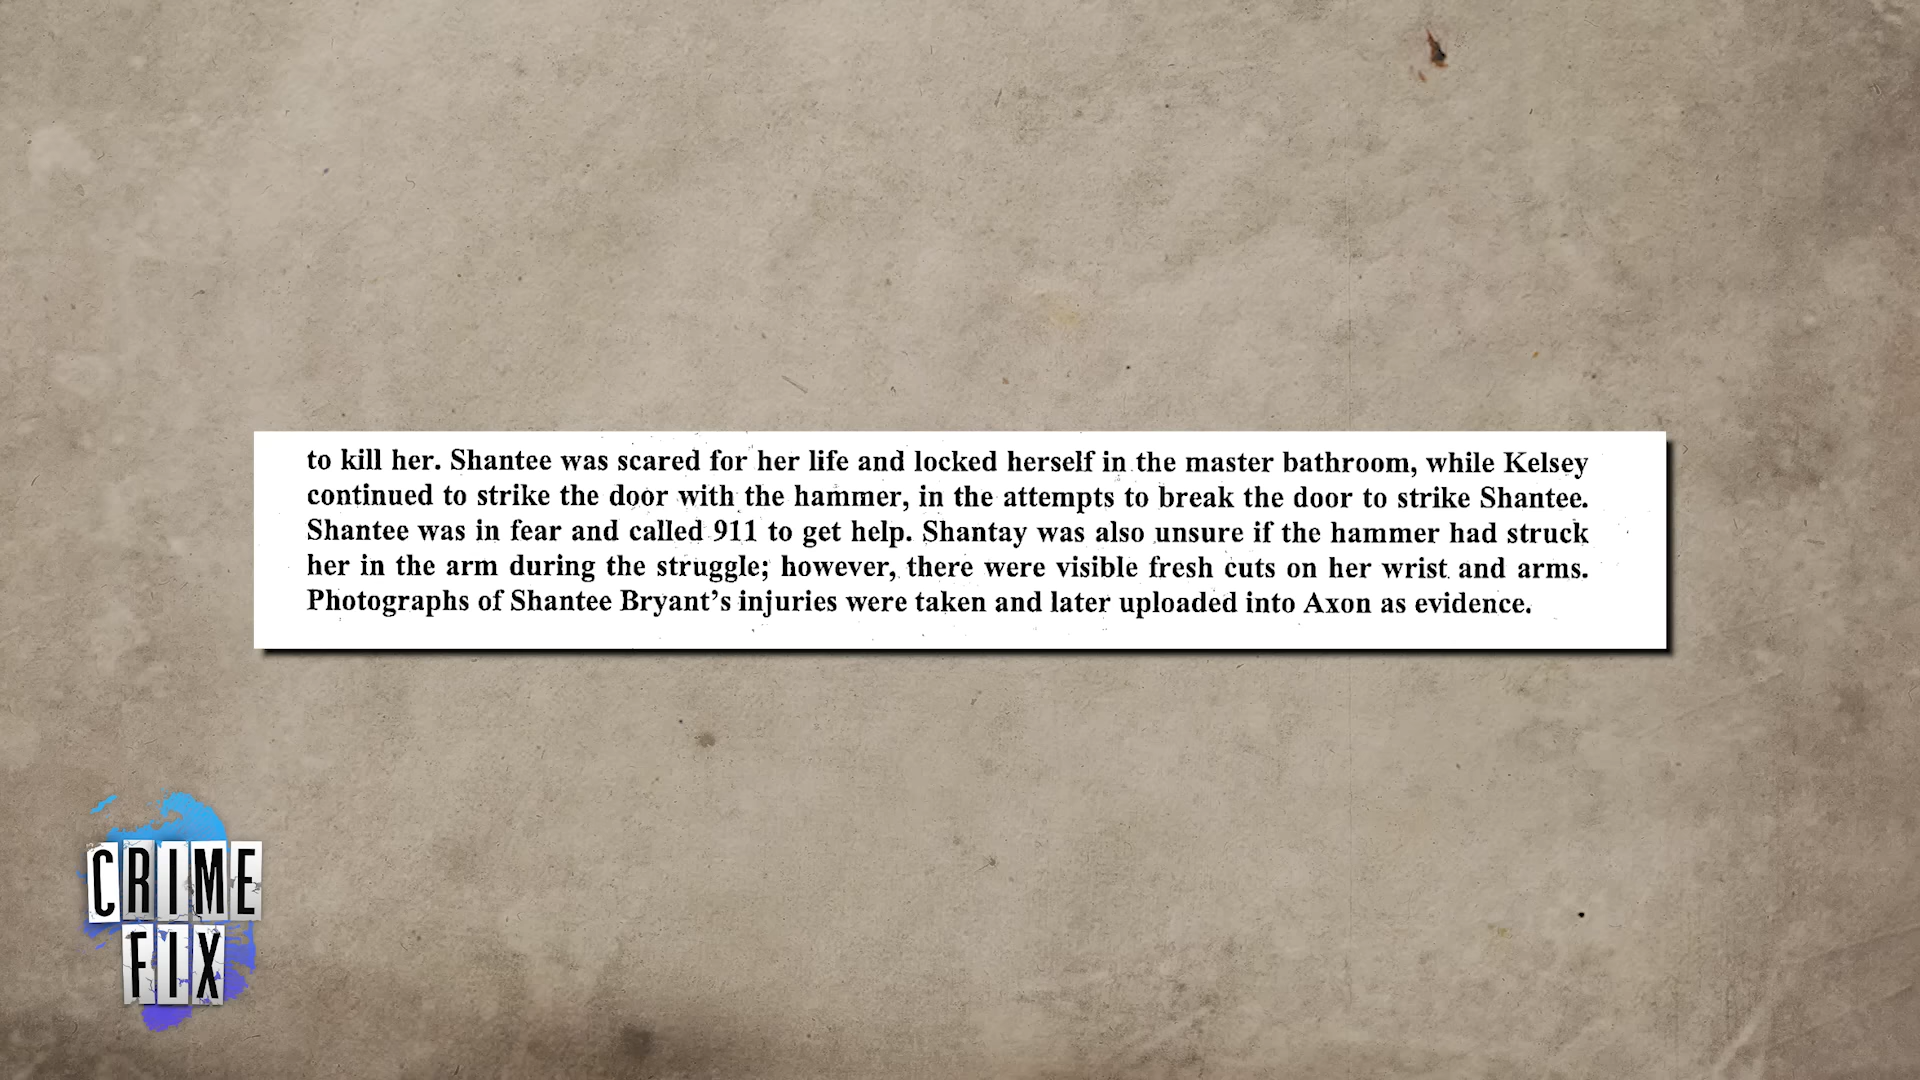 to kill her. Shantee was scared for her life and locked herself in the master bathroom, while Kelsey
continued to strike the door with the hammer, in the attempts to break the door to strike Shantee.
Shantee was in fear and called 911 to get help. Shantay was also unsure if the hammer had struck
her in the arm during the struggle; however, there were visible fresh cuts on her wrist and arms.
Photographs of Shantee Bryant's injuries were taken and later uploaded into Axon as evidence.
CRIME
FIX